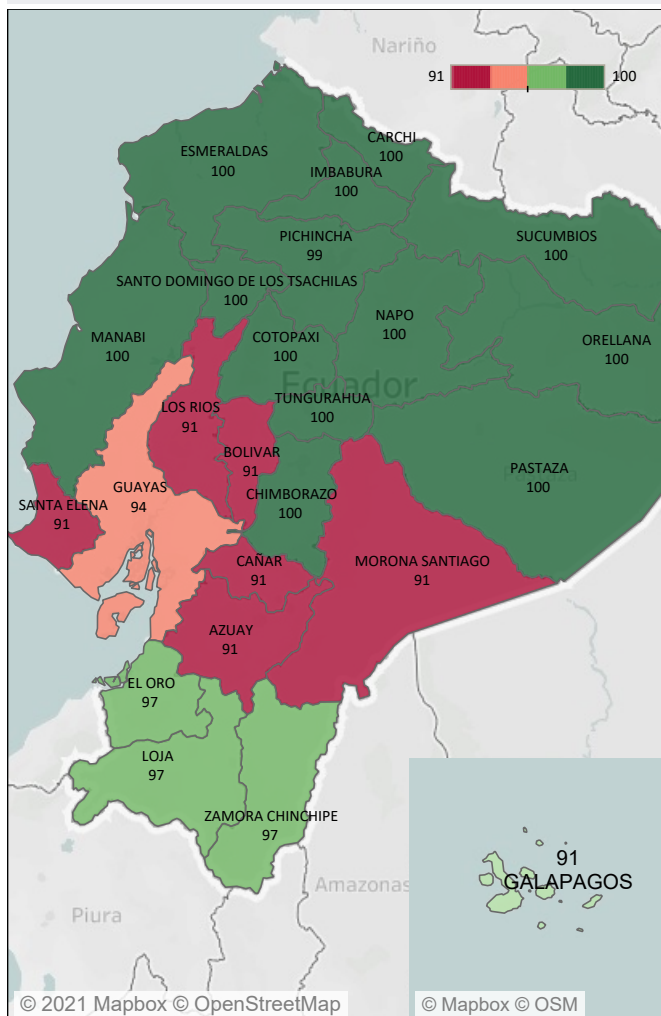 Nariño
91
100
CARCHI
100
ESMERALDAS
100
IMBABURA
100
PICHINCHA
99
SUCUMBIOS
100
SANTO DOMINGO DE LOS TSACHILAS
100
NAPO
100
MANABI
100
COTOPAXI
100
ORELLANA
100
Ecuador
TUNGURAHUA
100
LOS RIOS
91
BOLIVAR
91
PASTAZA
100
GUAYAS
94
CHIMBORAZO
100
SANTA ELENA
91
CAÑAR
91
MORONA SANTIAGO
91
AZUAY
91
EL ORO
97
LOJA
97
ZAMORA CHINCHIPE
97
91
GALAPAGOS
Amazonas
Piura
© 2021 Mapbox © OpenStreetMap
© Mapbox © OSM